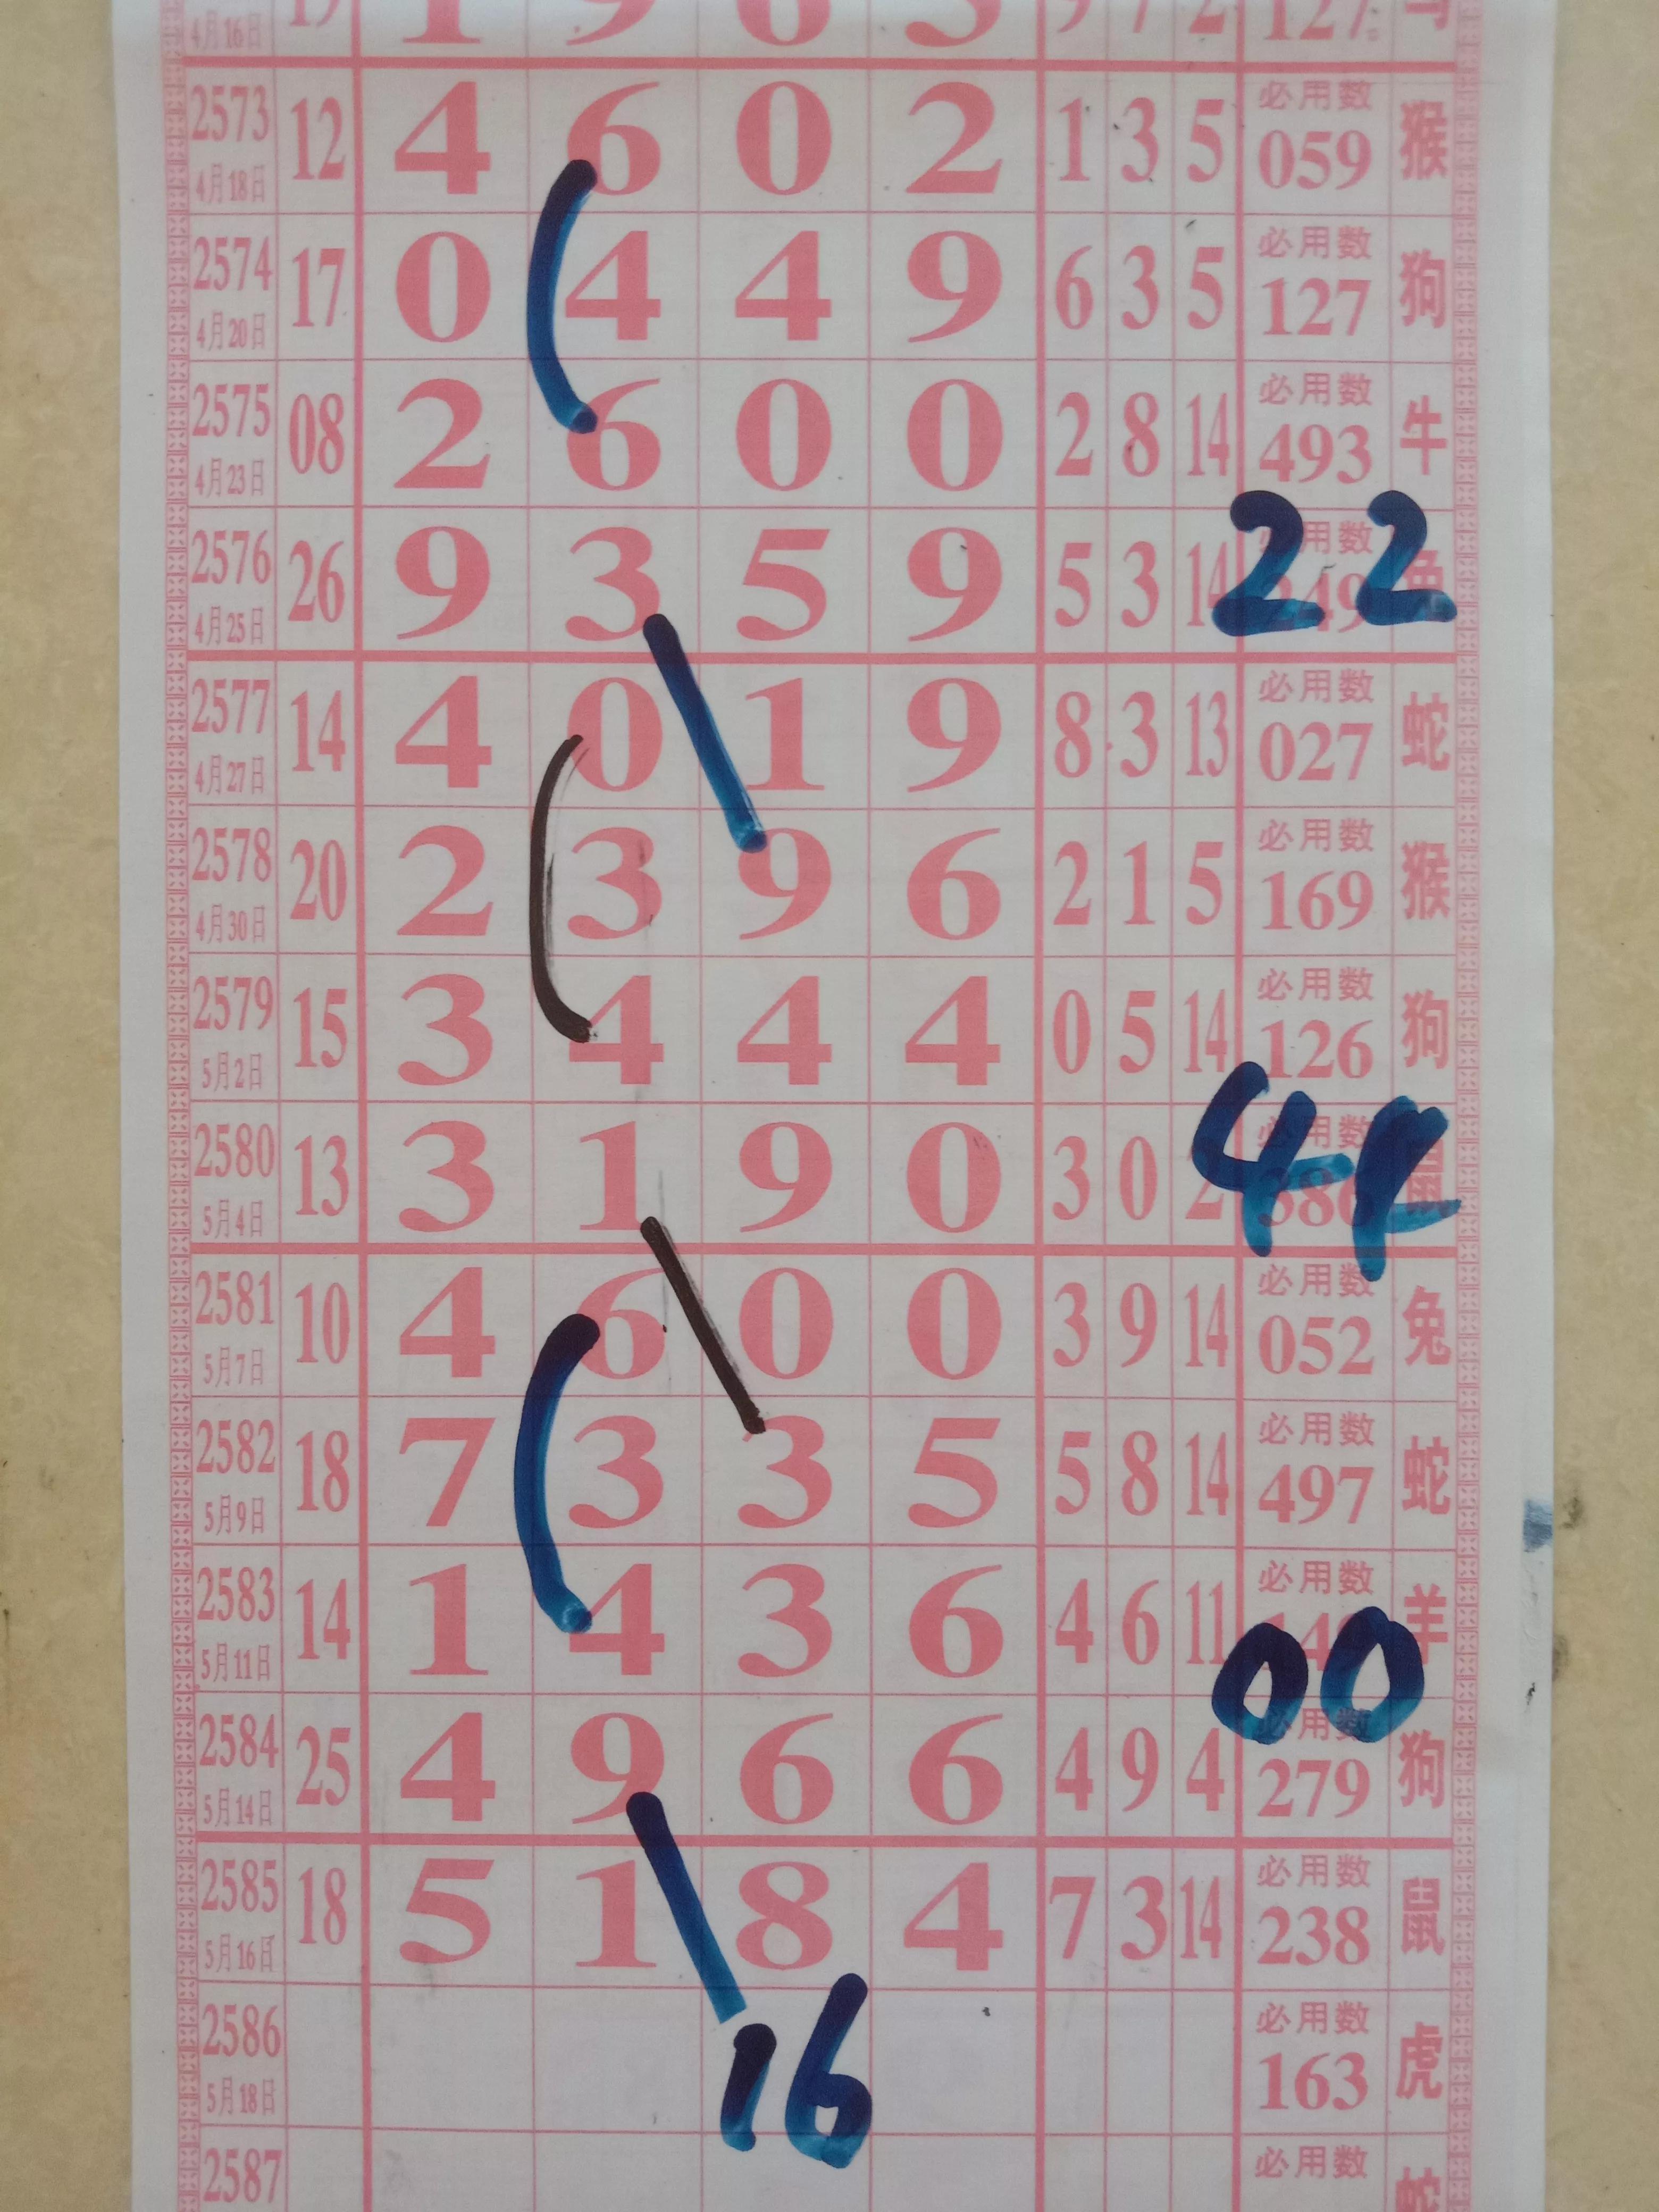 4月16日 19 1 9 6 3 9 7 2 127 马
2573 4月18日 12 4 6 0 2 1 3 5 必用数 059 猴
2574 4月20日 17 0 4 4 9 6 3 5 必用数 127 狗
2575 4月23日 08 2 6 0 0 2 8 14 必用数 493 牛
2576 4月25日 26 9 3 5 9 5 3 14 用数 22
2577 4月27日 14 4 0 1 9 8 3 13 必用数 027 蛇
2578 4月30日 20 2 3 9 6 2 1 5 必用数 169 猴
2579 5月2日 15 3 4 4 4 0 5 14 必用数 126 狗
2580 5月4日 13 3 1 9 0 3 0 2 用数 鼠 44
2581 5月7日 10 4 6 0 0 3 9 14 必用数 052 兔
2582 5月9日 18 7 3 3 5 5 8 14 必用数 497 蛇
2583 5月11日 14 1 4 3 6 4 6 11 必用数 羊 00
2584 5月14日 25 4 9 6 6 4 9 4 必用数 279 狗
2585 5月16日 18 5 1 8 4 7 3 14 必用数 238 鼠
2586 5月18日 16 必用数 163 虎
2587 必用数 蛇